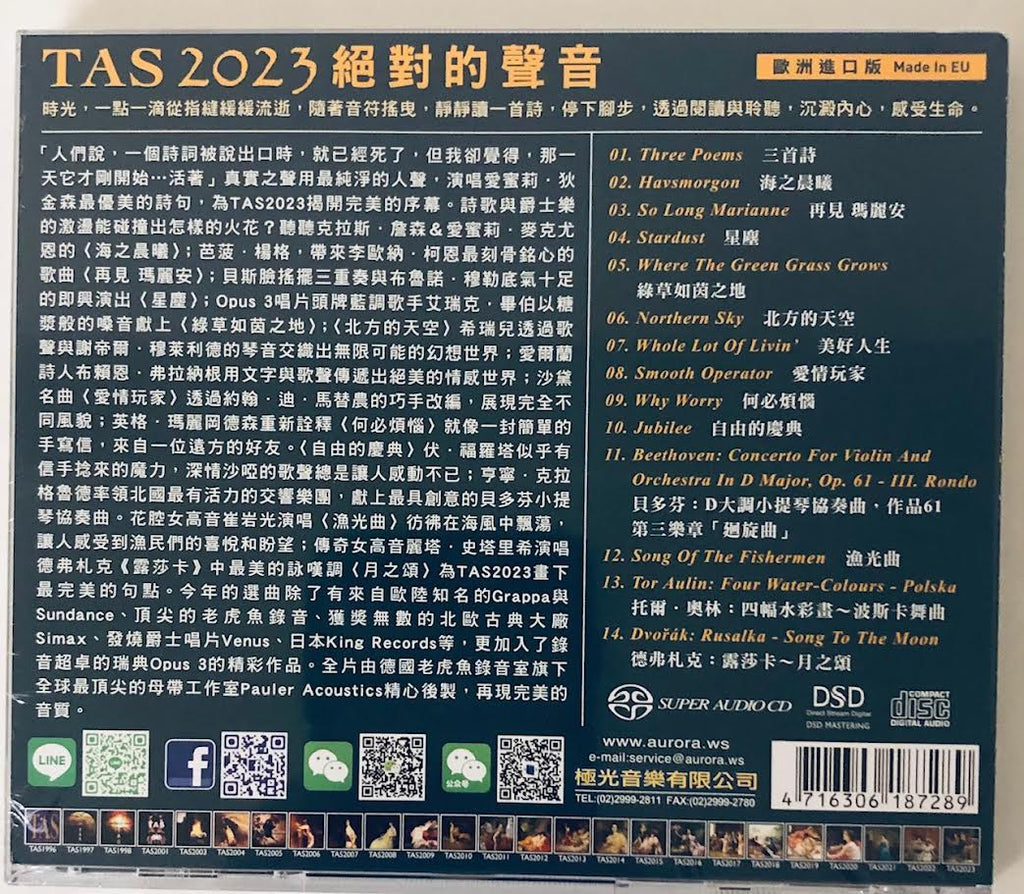 TAS 2023 絕對的聲音
歐洲進口版 Made In EU
時光，一點一滴從指縫緩緩流逝，隨著音符搖曳，靜靜讀一首詩，停下腳步，透過閱讀與聆聽，沉澱內心，感受生命。
「人們說，一個詩詞被說出口時，就已經死了，但我卻覺得，那一
天它才剛開始…活著」真實之聲用最純淨的人聲，演唱愛蜜莉．狄
金森最優美的詩句，為TAS2023揭開完美的序幕。詩歌與爵士樂
的激盪能碰撞出怎樣的火花？聽聽克拉斯．詹森&愛蜜莉．麥克尤
恩的〈海之晨曦〉；芭菠．楊格，帶來李歐納．柯恩最刻骨銘心的
歌曲〈再見 瑪麗安〉；貝斯臉搖擺三重奏與布魯諾．穆勒底氣十足
的即興演出〈星塵〉；Opus 3唱片頭牌藍調歌手艾瑞克．畢伯以糖
漿般的嗓音獻上〈綠草如茵之地〉；〈北方的天空〉希瑞兒透過歌
聲與謝帝爾．穆萊利德的琴音交織出無限可能的幻想世界；愛爾蘭
詩人布賴恩．弗拉納根用文字與歌聲傳遞出絕美的情感世界；沙黛
名曲〈愛情玩家〉透過約翰．迪．馬替農的巧手改編，展現完全不
同風貌；英格．瑪麗岡德森重新詮釋〈何必煩惱〉就像一封簡單的
手寫信，來自一位遠方的好友。〈自由的慶典〉伏．福羅塔似乎有
信手捻來的魔力，深情沙啞的歌聲總是讓人感動不已；亨寧．克拉
格魯德率領北國最有活力的交響樂團，獻上最具創意的貝多芬小提
琴協奏曲。花腔女高音崔岩光演唱〈漁光曲〉彷彿在海風中飄蕩，
讓人感受到漁民們的喜悅和盼望；傳奇女高音麗塔．史塔里希演唱
德弗札克《露莎卡》中最美的詠嘆調〈月之頌〉為TAS2023畫下
最完美的句點。今年的選曲除了有來自歐陸知名的Grappa與
Sundance、頂尖的老虎魚錄音、獲獎無數的北歐古典大廠
Simax、發燒爵士唱片Venus、日本King Records等，更加入了錄
音超卓的瑞典Opus 3的精彩作品。全片由德國老虎魚錄音室旗下
全球最頂尖的母帶工作室Pauler Acoustics精心後製，再現完美的
音質。
01. Three Poems 三首詩
02. Havsmorgon 海之晨曦
03. So Long Marianne 再見 瑪麗安
04. Stardust 星塵
05. Where The Green Grass Grows
綠草如茵之地
06. Northern Sky 北方的天空
07. Whole Lot Of Livin' 美好人生
08. Smooth Operator 愛情玩家
09. Why Worry 何必煩惱
10. Jubilee 自由的慶典
11. Beethoven: Concerto For Violin And
Orchestra In D Major, Op. 61 - III. Rondo
貝多芬：D大調小提琴協奏曲，作品61
第三樂章「迴旋曲」
12. Song Of The Fishermen 漁光曲
13. Tor Aulin: Four Water-Colours - Polska
托爾．奧林：四幅水彩畫～波斯卡舞曲
14. Dvořák: Rusalka - Song To The Moon
德弗札克：露莎卡～月之頌
SUPER AUDIO CD
DSD
Direct Stream Digital
DSD MASTERING
COMPACT
disc
DIGITAL AUDIO
LINE
公众号
www.aurora.ws
e-mail:service@aurora.ws
極光音樂有限公司
TEL:(02)2999-2811 FAX:(02)2999-2780
4 716306 187289
TAS
TAS1996 TAS1997 TAS1998 TAS2001 TAS2003 TAS2004 TAS2005 TAS2006 TAS2007 TAS2008 TAS2009 TAS2010 TAS2011 TAS2012 TAS2013 TAS2014 TAS2015 TAS2016 TAS2017 TAS2018 TAS2019 TAS2020 TAS2021 TAS2022 TAS2023